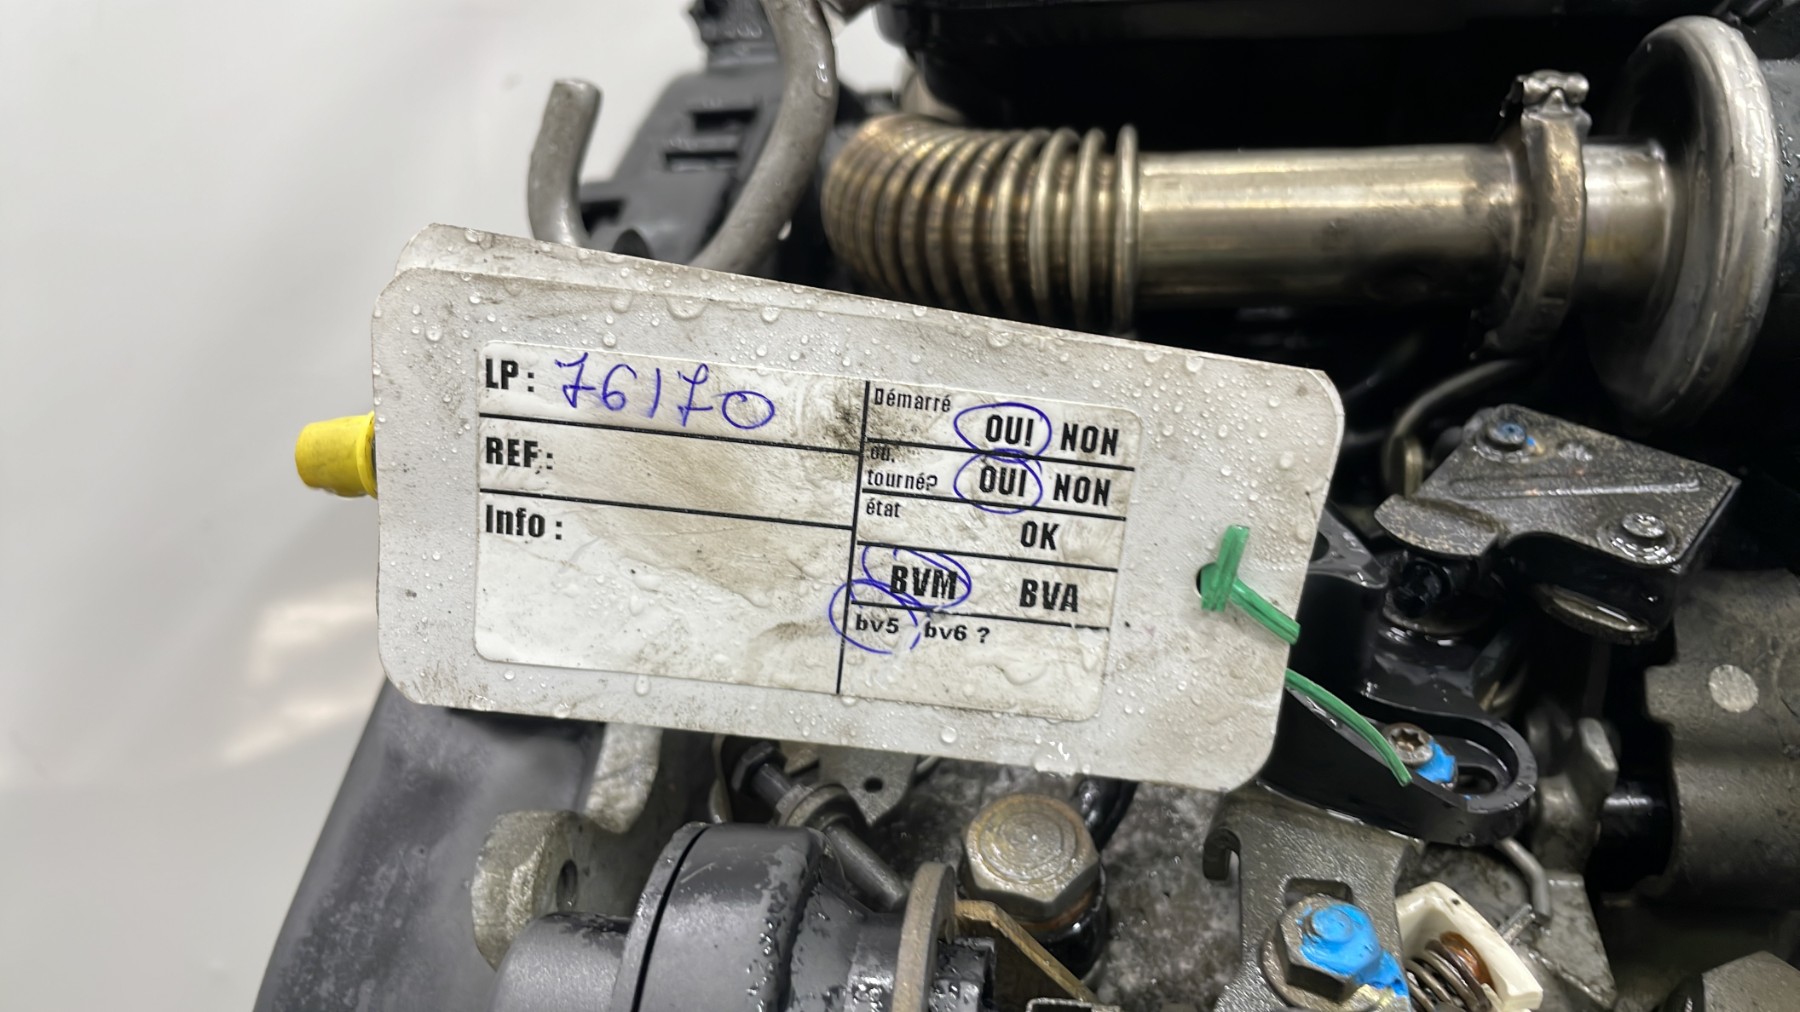 LP : 76170
REF :
Info :
Démarré OUI NON
ou.
tourné? OUI NON
état OK
BVM BVA
bv5 bv6 ?